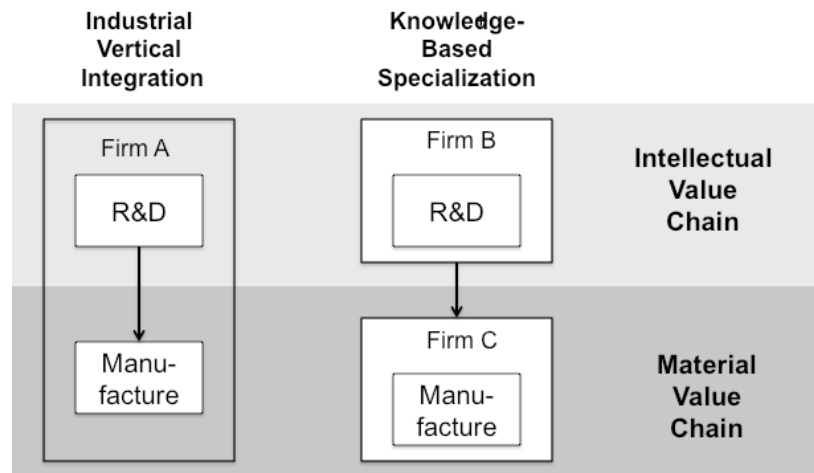 Industrial
Vertical
Integration
Knowledge-
Based
Specialization
Firm A
R&D
Manu-
facture
Firm B
R&D
Firm C
Manu-
facture
Intellectual
Value
Chain
Material
Value
Chain